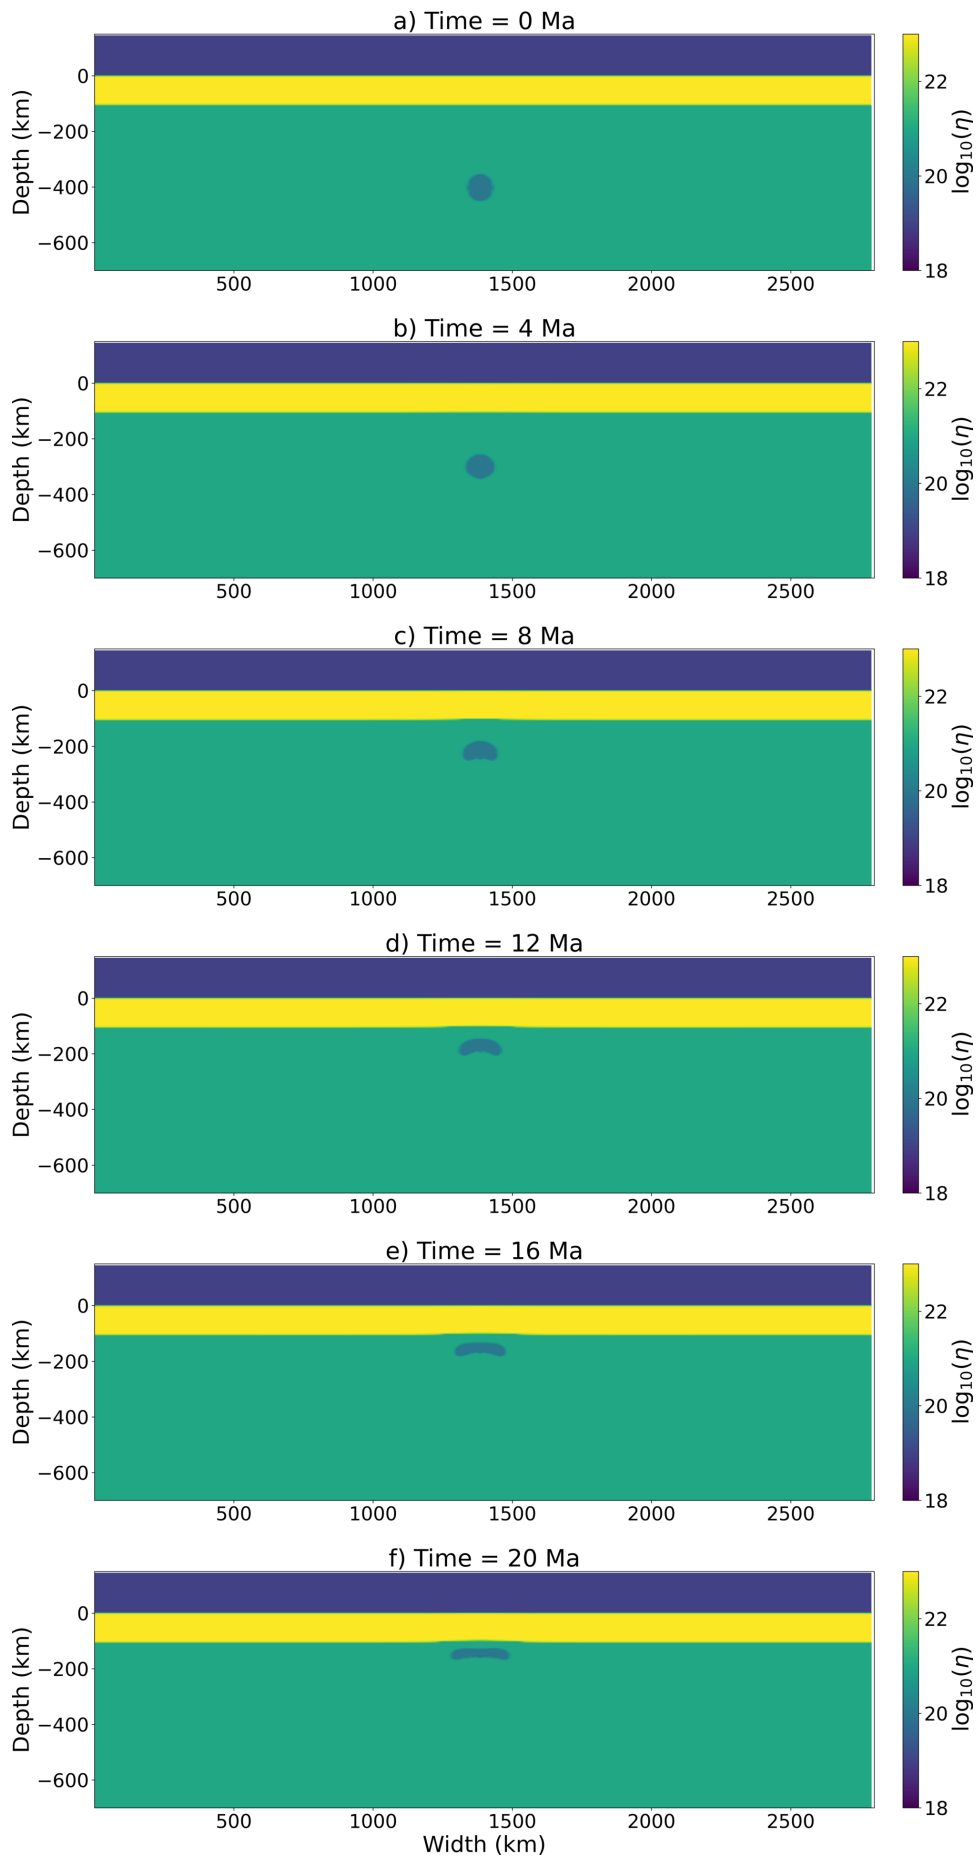 a) Time = 0 Ma
0
−200
−400
−600
Depth (km)
500 1000 1500 2000 2500
22
20
18
log10(η)
b) Time = 4 Ma
0
−200
−400
−600
Depth (km)
500 1000 1500 2000 2500
22
20
18
log10(η)
c) Time = 8 Ma
0
−200
−400
−600
Depth (km)
500 1000 1500 2000 2500
22
20
18
log10(η)
d) Time = 12 Ma
0
−200
−400
−600
Depth (km)
500 1000 1500 2000 2500
22
20
18
log10(η)
e) Time = 16 Ma
0
−200
−400
−600
Depth (km)
500 1000 1500 2000 2500
22
20
18
log10(η)
f) Time = 20 Ma
0
−200
−400
−600
Depth (km)
500 1000 1500 2000 2500
Width (km)
22
20
18
log10(η)